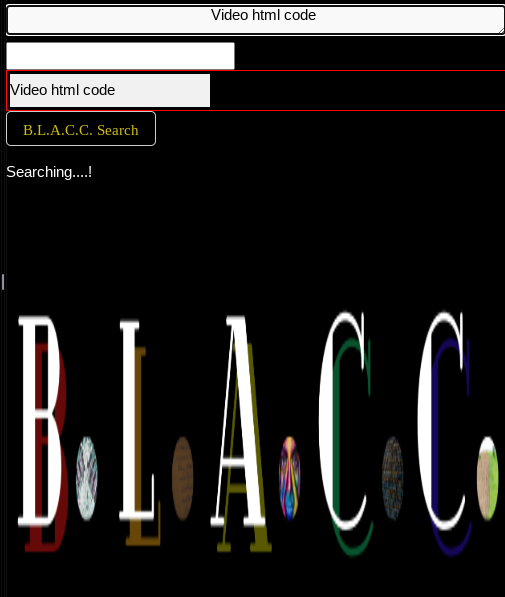 Video html code
Video html code
B.L.A.C.C. Search
Searching....!
B.L.A.C.C.